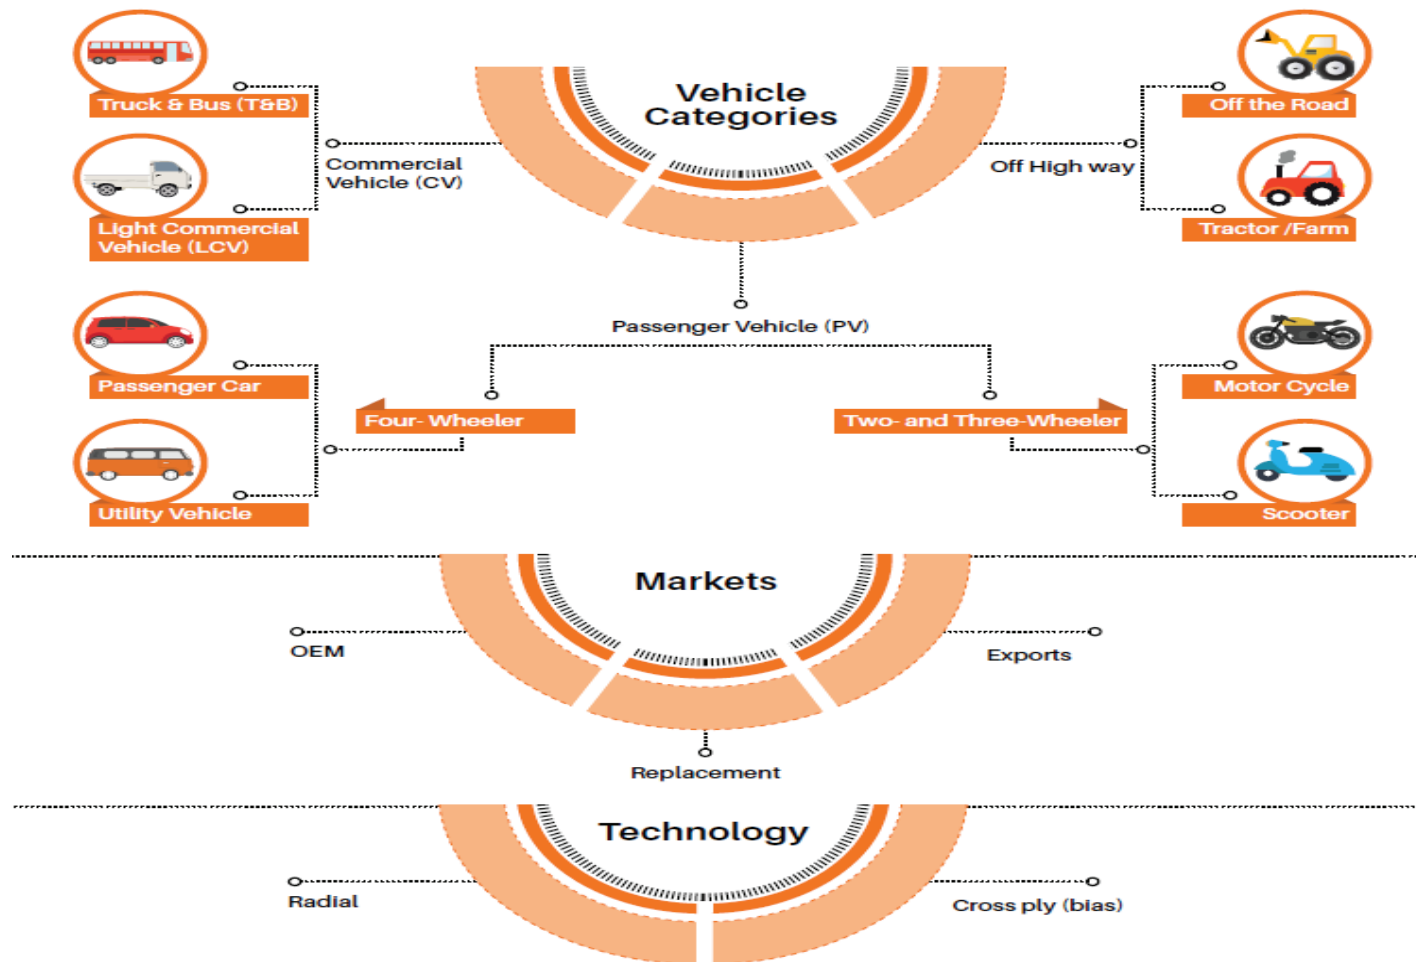 Vehicle
Categories
Truck & Bus (T&B)
Commercial
Vehicle (CV)
Light Commercial
Vehicle (LCV)
Off High way
Off the Road
Tractor /Farm
Passenger Vehicle (PV)
Passenger Car
Four- Wheeler
Utility Vehicle
Two- and Three-Wheeler
Motor Cycle
Scooter
Markets
OEM
Exports
Replacement
Technology
Radial
Cross ply (bias)